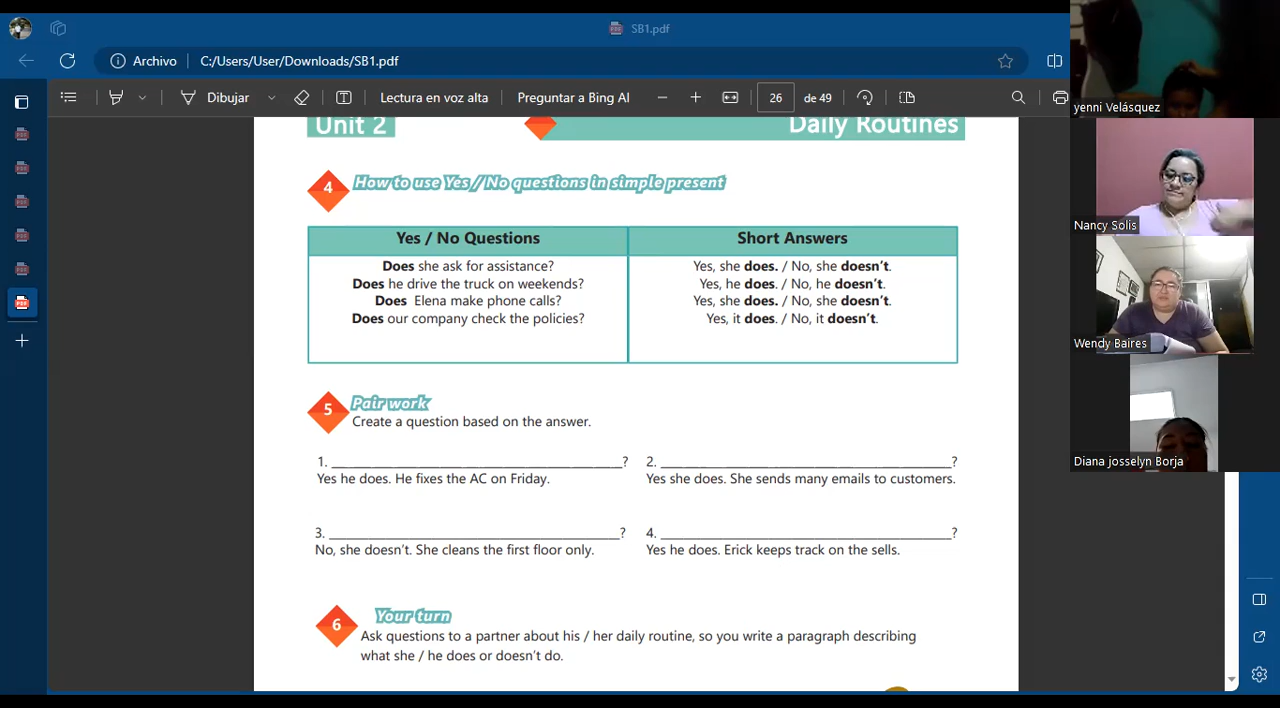 SB1.pdf
Archivo C:/Users/User/Downloads/SB1.pdf
Dibujar Lectura en voz alta Preguntar a Bing AI 26 de 49
yenni Velásquez
Nancy Solis
Wendy Baires
Diana josselyn Borja
Unit 2 Daily Routines
4 How to use Yes / No questions in simple present
Yes / No Questions Short Answers
Does she ask for assistance? Yes, she does. / No, she doesn't.
Does he drive the truck on weekends? Yes, he does. / No, he doesn't.
Does Elena make phone calls? Yes, she does. / No, she doesn't.
Does our company check the policies? Yes, it does. / No, it doesn't.
5 Pair work
Create a question based on the answer.
1. ______________________________________? 2. ______________________________________?
Yes he does. He fixes the AC on Friday. Yes she does. She sends many emails to customers.
3. ______________________________________? 4. ______________________________________?
No, she doesn't. She cleans the first floor only. Yes he does. Erick keeps track on the sells.
6 Your turn
Ask questions to a partner about his / her daily routine, so you write a paragraph describing
what she / he does or doesn't do.